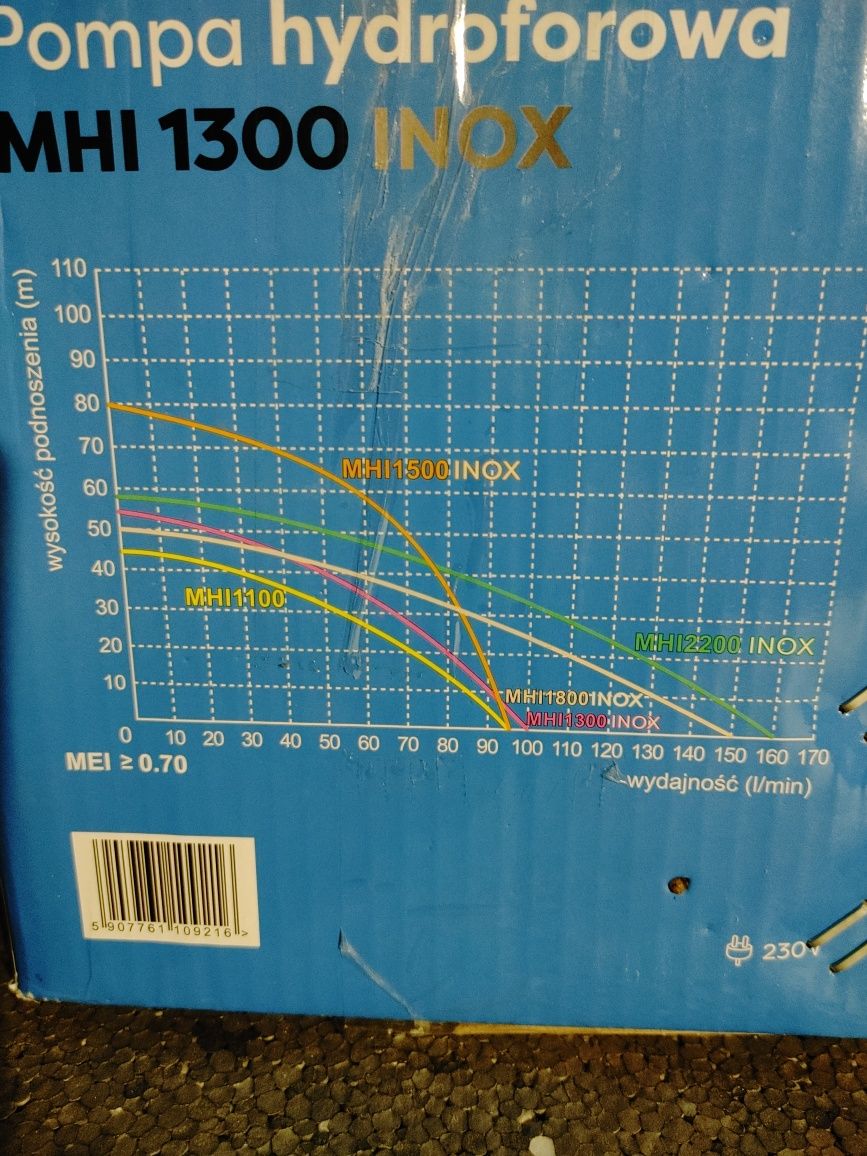 Pompa hydroforowa
MHI 1300 INOX
wysokość podnoszenia (m)
110
100
90
80
70
60
50
40
30
20
10
0
MHI1500 INOX
MHI1100
MHI2200 INOX
MHI1800 INOX
MHI1300 INOX
10 20 30 40 50 60 70 80 90 100 110 120 130 140 150 160 170
MEI ≥ 0.70
wydajność (l/min)
5 907761 109216 >
230V